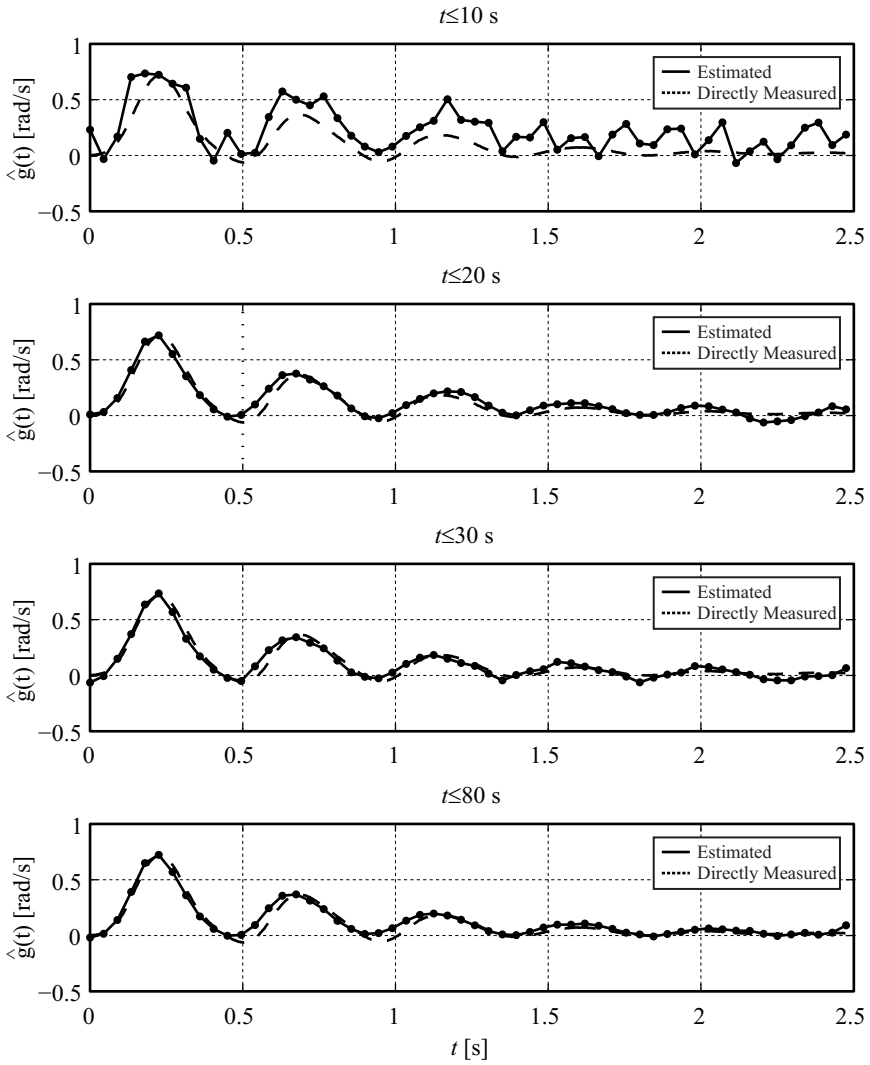 t≤10 s
1
0.5
0
−0.5
ĝ(t) [rad/s]
Estimated
Directly Measured
0 0.5 1 1.5 2 2.5
t≤20 s
1
0.5
0
−0.5
ĝ(t) [rad/s]
Estimated
Directly Measured
0 0.5 1 1.5 2 2.5
t≤30 s
1
0.5
0
−0.5
ĝ(t) [rad/s]
Estimated
Directly Measured
0 0.5 1 1.5 2 2.5
t≤80 s
1
0.5
0
−0.5
ĝ(t) [rad/s]
Estimated
Directly Measured
0 0.5 1 1.5 2 2.5
t [s]